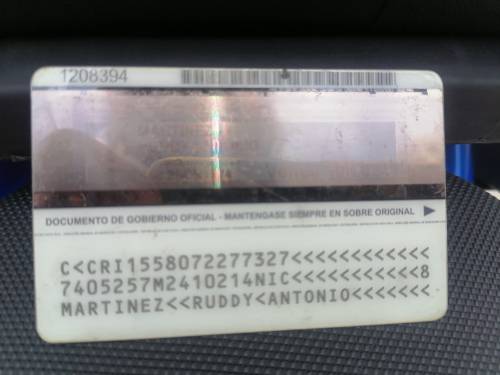 1208394
DOCUMENTO DE GOBIERNO OFICIAL - MANTENGASE SIEMPRE EN SOBRE ORIGINAL
C<CRI1558072277327<<<<<<<<<<<<
7405257M2410214NIC<<<<<<<<<<<8
MARTINEZ<<RUDDY<ANTONIO<<<<<<<